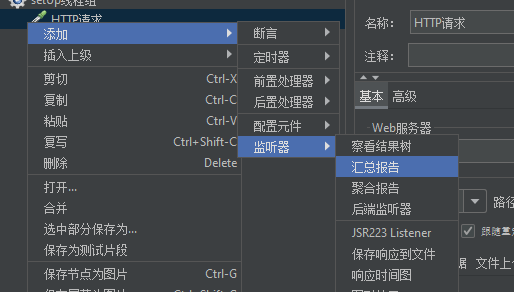 setup线程组
HTTP请求
添加
插入上级
剪切 Ctrl-X
复制 Ctrl-C
粘贴 Ctrl-V
复写 Ctrl+Shift-C
删除 Delete
打开...
合并
选中部分保存为...
保存为测试片段
保存节点为图片 Ctrl-G
断言
定时器
前置处理器
后置处理器
配置元件
监听器
察看结果树
汇总报告
聚合报告
后端监听器
JSR223 Listener
保存响应到文件
响应时间图
名称： HTTP请求
注释：
基本 高级
Web服务器
路径
跟随重
据 文件上